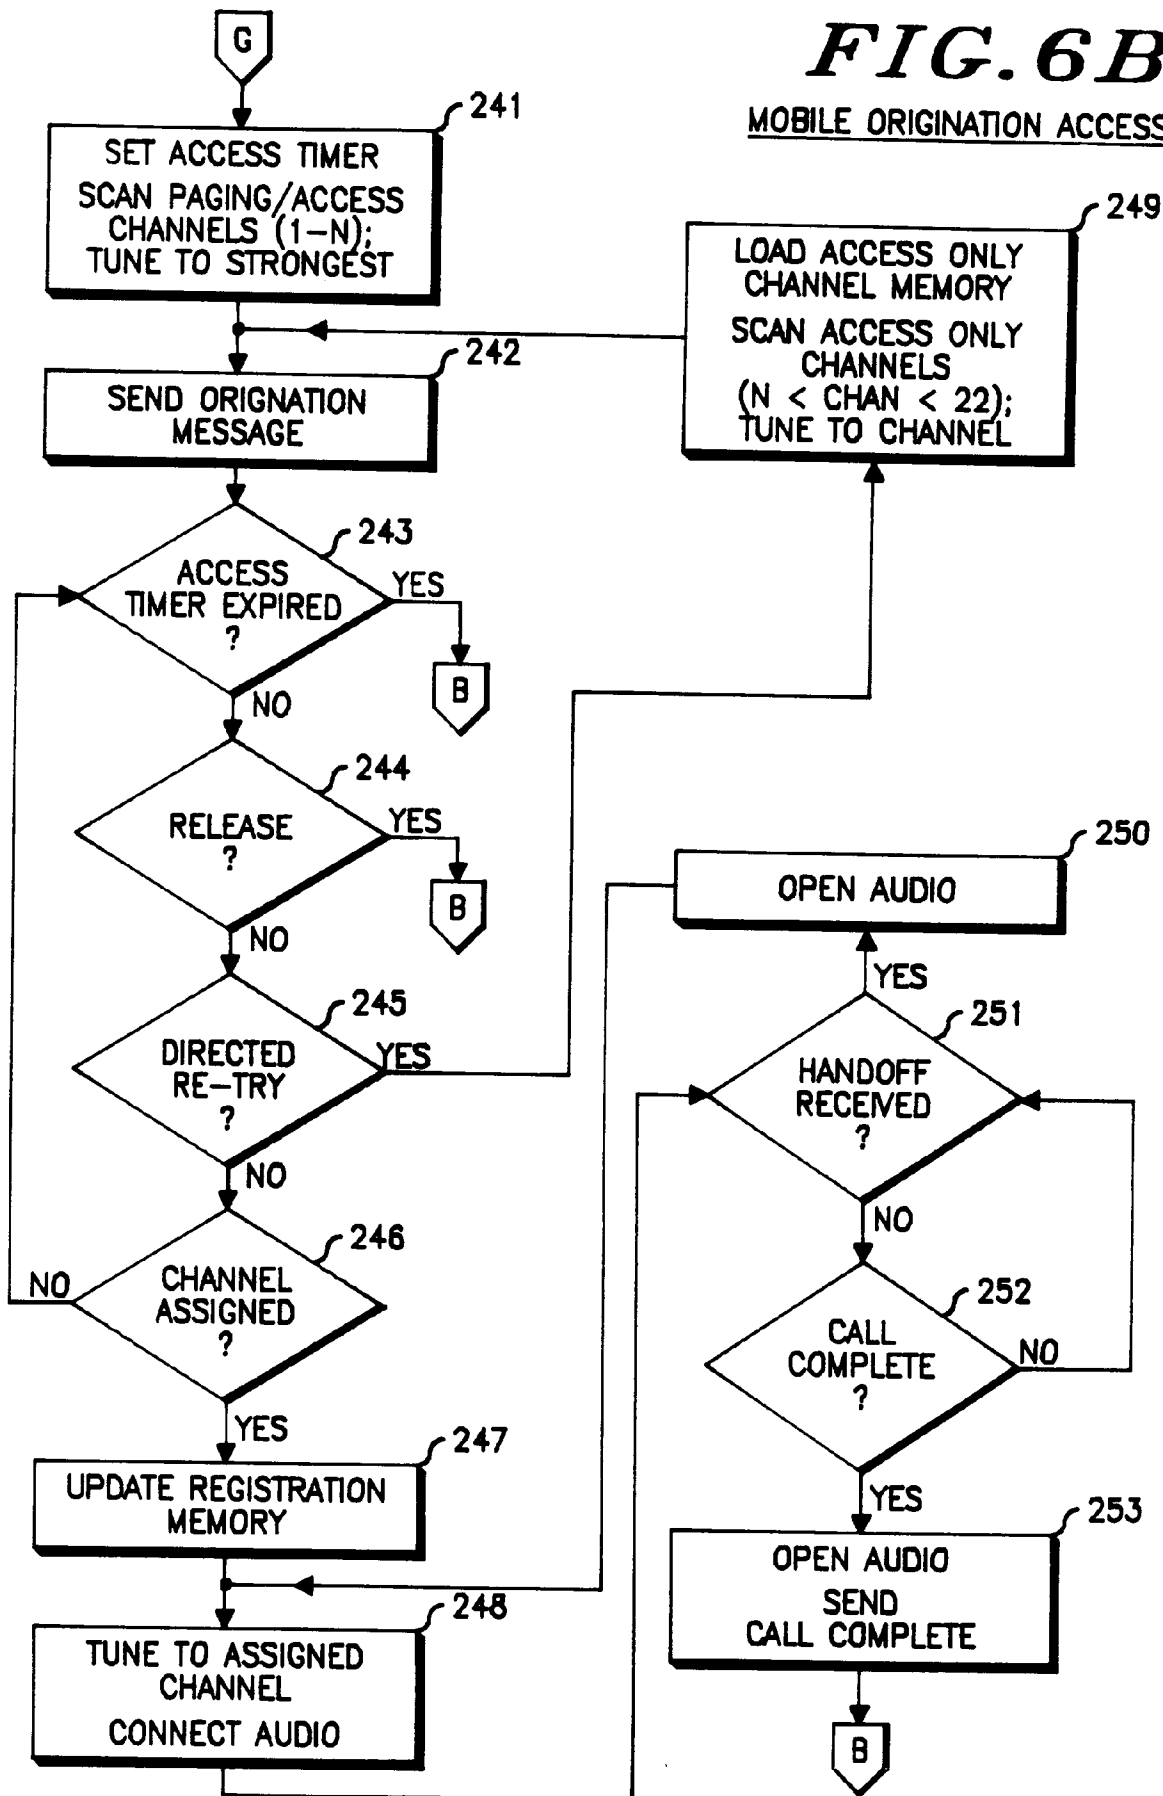 G
FIG.6B
MOBILE ORIGINATION ACCESS
241
SET ACCESS TIMER
SCAN PAGING/ACCESS
CHANNELS (1-N);
TUNE TO STRONGEST
249
LOAD ACCESS ONLY
CHANNEL MEMORY
SCAN ACCESS ONLY
CHANNELS
(N < CHAN < 22);
TUNE TO CHANNEL
242
SEND ORIGNATION
MESSAGE
243
ACCESS
TIMER EXPIRED
?
YES
B
NO
244
RELEASE
?
YES
B
NO
245
DIRECTED
RE-TRY
?
YES
NO
246
CHANNEL
ASSIGNED
?
NO
YES
247
UPDATE REGISTRATION
MEMORY
248
TUNE TO ASSIGNED
CHANNEL
CONNECT AUDIO
250
OPEN AUDIO
YES
251
HANDOFF
RECEIVED
?
NO
252
CALL
COMPLETE
?
NO
YES
253
OPEN AUDIO
SEND
CALL COMPLETE
B